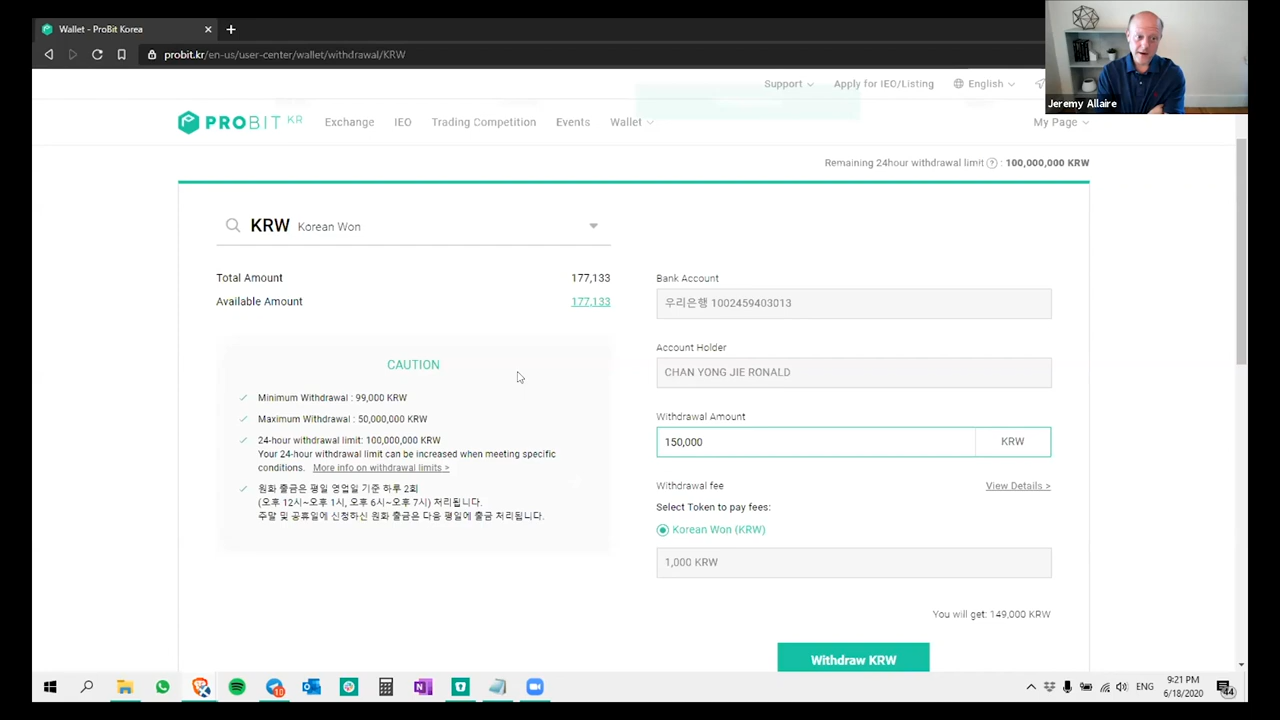 Wallet - ProBit Korea
probit.kr/en-us/user-center/wallet/withdrawal/KRW
Jeremy Allaire
Support
Apply for IEO/Listing
English
PROBIT KR
Exchange
IEO
Trading Competition
Events
Wallet
My Page
Remaining 24hour withdrawal limit ? : 100,000,000 KRW
KRW Korean Won
Total Amount 177,133
Available Amount 177,133
CAUTION
Minimum Withdrawal : 99,000 KRW
Maximum Withdrawal : 50,000,000 KRW
24-hour withdrawal limit: 100,000,000 KRW
Your 24-hour withdrawal limit can be increased when meeting specific
conditions. More info on withdrawal limits >
원화 출금은 평일 영업일 기준 하루 2회
(오후 12시~오후 1시, 오후 6시~오후 7시) 처리됩니다.
주말 및 공휴일에 신청하신 원화 출금은 다음 평일에 출금 처리됩니다.
Bank Account
우리은행 1002459403013
Account Holder
CHAN YONG JIE RONALD
Withdrawal Amount
150,000 KRW
Withdrawal fee View Details >
Select Token to pay fees:
Korean Won (KRW)
1,000 KRW
You will get: 149,000 KRW
Withdraw KRW
10
ENG
9:21 PM
6/18/2020
44